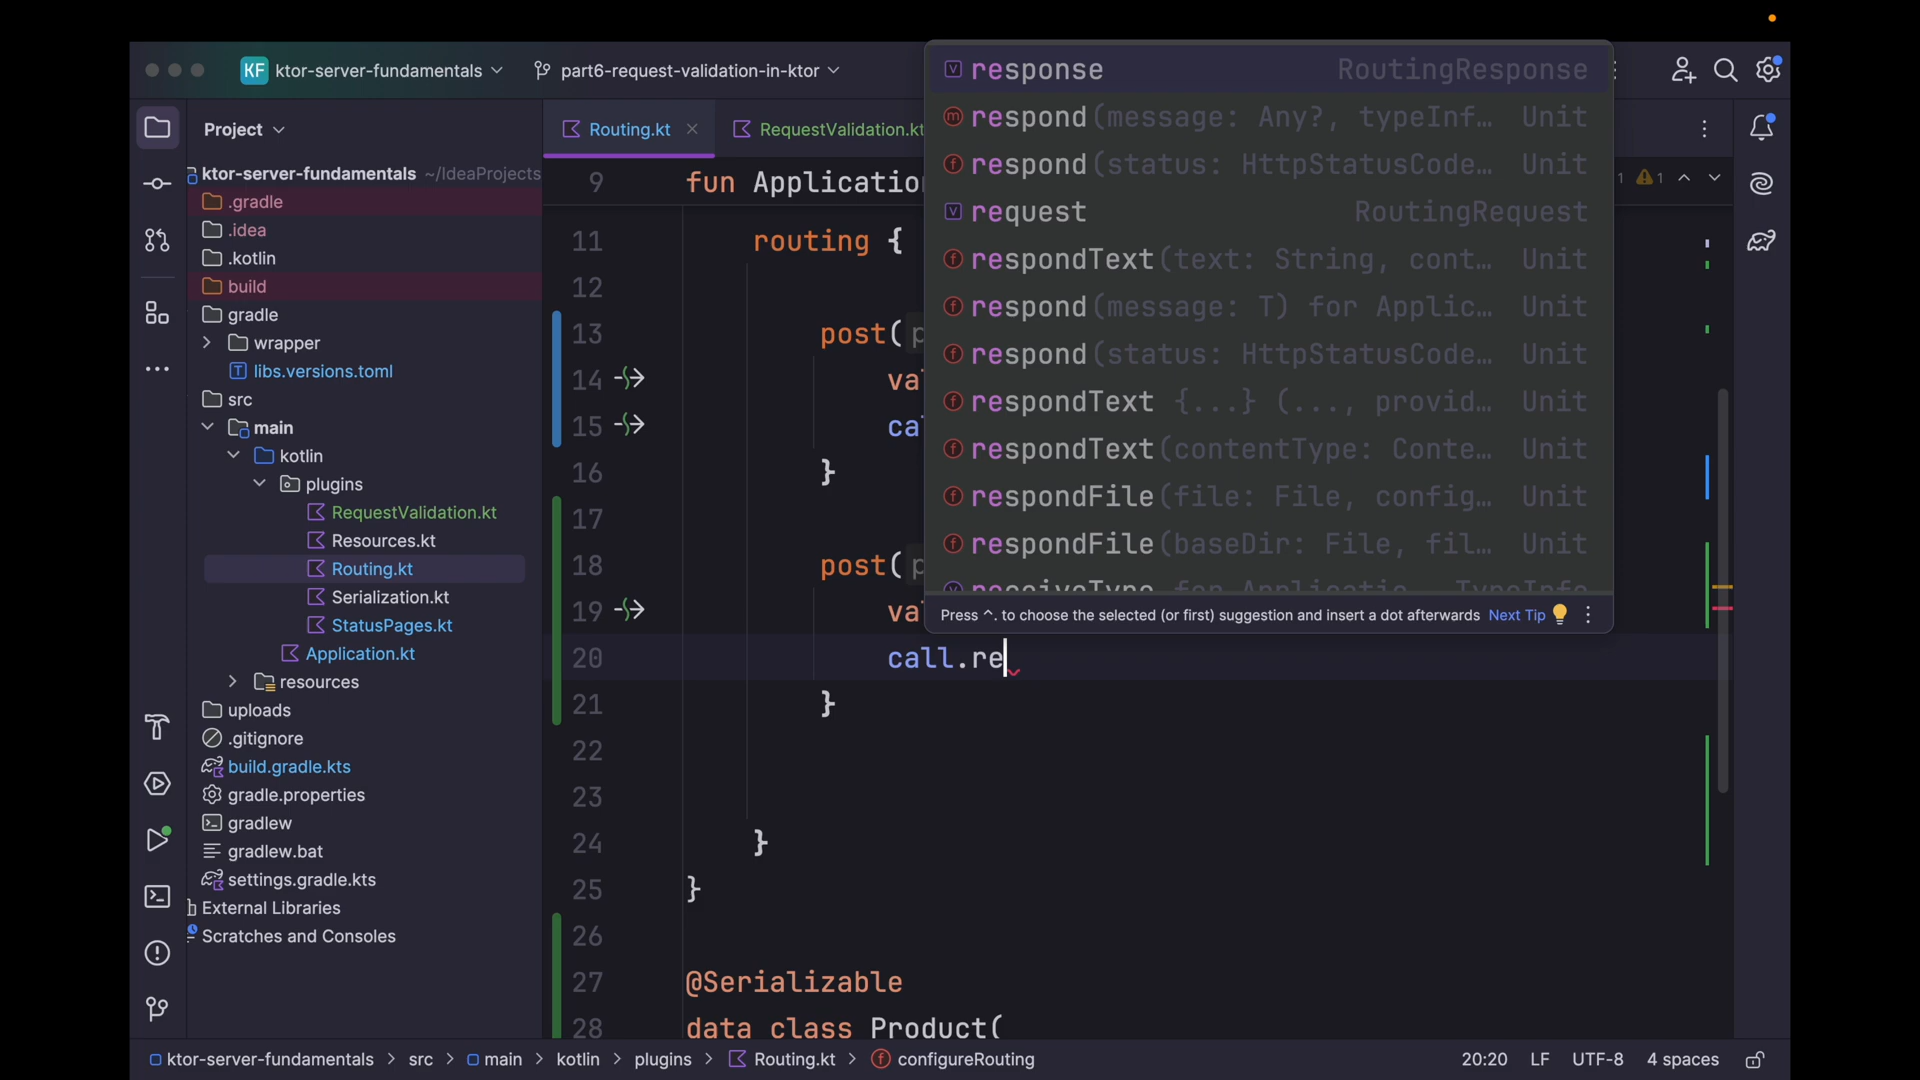 KF ktor-server-fundamentals part6-request-validation-in-ktor
Project
Routing.kt
RequestValidation.kt
ktor-server-fundamentals ~/IdeaProjects
.gradle
.idea
.kotlin
build
gradle
wrapper
libs.versions.toml
src
main
kotlin
plugins
RequestValidation.kt
Resources.kt
Routing.kt
Serialization.kt
StatusPages.kt
Application.kt
resources
uploads
.gitignore
build.gradle.kts
gradle.properties
gradlew
gradlew.bat
settings.gradle.kts
External Libraries
Scratches and Consoles
9 fun Applicatio
11 routing {
12
13 post(
14 va
15 ca
16 }
17
18 post(
19 va
20 call.re
21 }
22
23
24 }
25 }
26
27 @Serializable
28 data class Product(
response RoutingResponse
respond(message: Any?, typeInf… Unit
respond(status: HttpStatusCode… Unit
request RoutingRequest
respondText(text: String, cont… Unit
respond(message: T) for Applic… Unit
respond(status: HttpStatusCode… Unit
respondText {...} (..., provid… Unit
respondText(contentType: Conte… Unit
respondFile(file: File, config… Unit
respondFile(baseDir: File, fil… Unit
receiveType for Applicatio… TypeInfo
Press ^. to choose the selected (or first) suggestion and insert a dot afterwards Next Tip
1 1
ktor-server-fundamentals > src > main > kotlin > plugins > Routing.kt > configureRouting
20:20 LF UTF-8 4 spaces